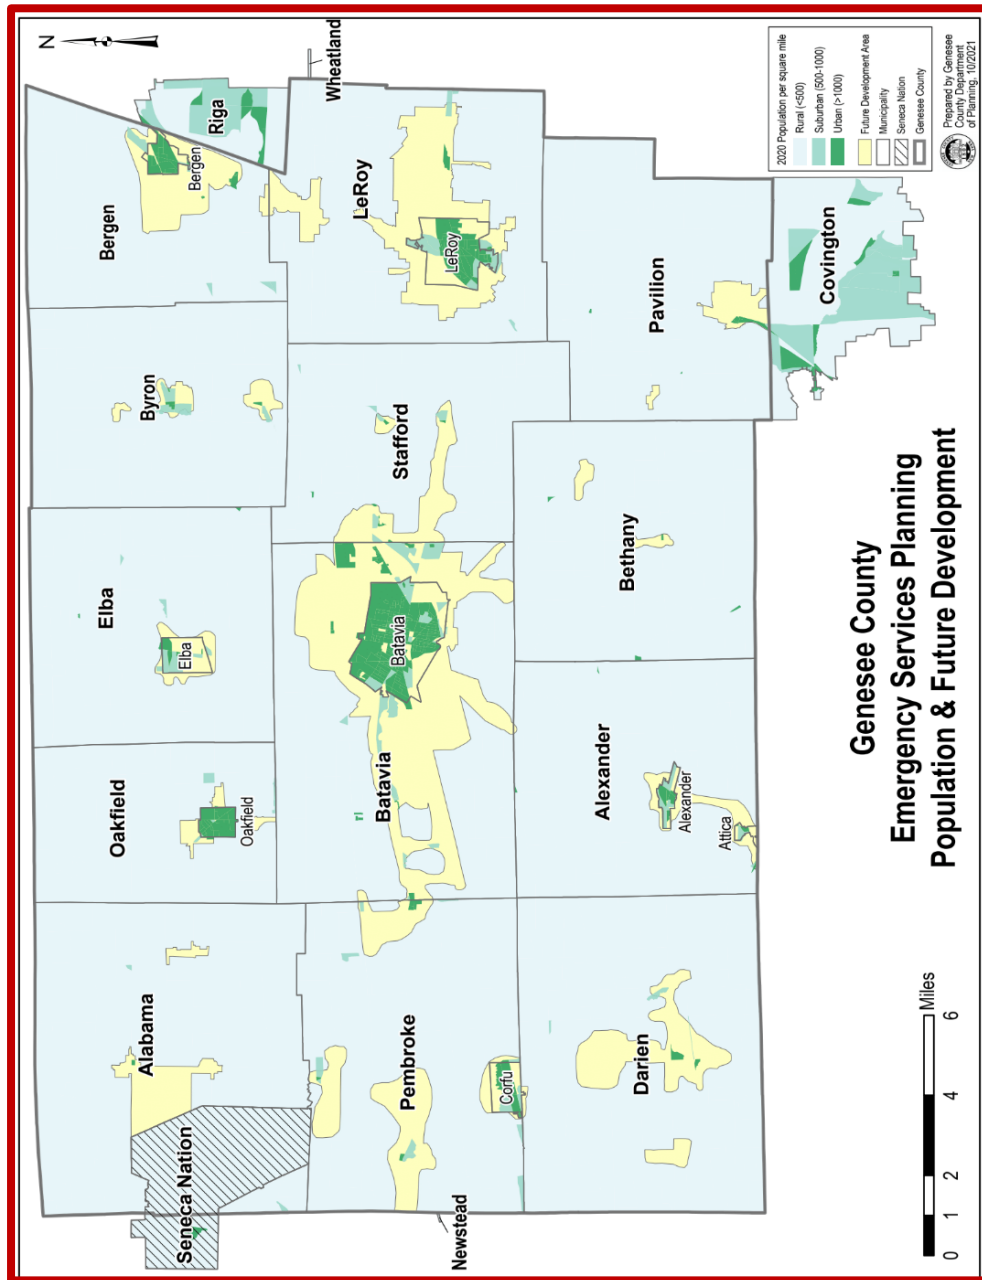 N
Wheatland
Riga
Bergen
Bergen
LeRoy
LeRoy
Pavilion
Covington
Byron
Stafford
Elba
Elba
Batavia
Batavia
Bethany
Oakfield
Oakfield
Alexander
Alexander
Attica
Alabama
Seneca Nation
Pembroke
Corfu
Darien
Newstead
2020 Population per square mile
Rural (<500)
Suburban (500-1000)
Urban (>1000)
Future Development Area
Municipality
Seneca Nation
Genesee County
Prepared by Genesee
County Department
of Planning, 10/2021
Genesee County
Emergency Services Planning
Population & Future Development
0 1 2 4 6
Miles